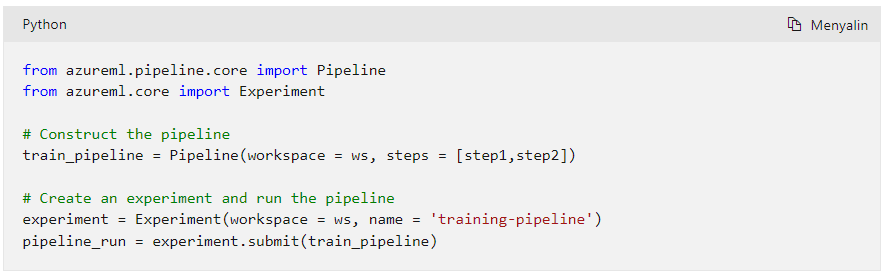 Python
Menyalin
from azureml.pipeline.core import Pipeline
from azureml.core import Experiment
# Construct the pipeline
train_pipeline = Pipeline(workspace = ws, steps = [step1,step2])
# Create an experiment and run the pipeline
experiment = Experiment(workspace = ws, name = 'training-pipeline')
pipeline_run = experiment.submit(train_pipeline)